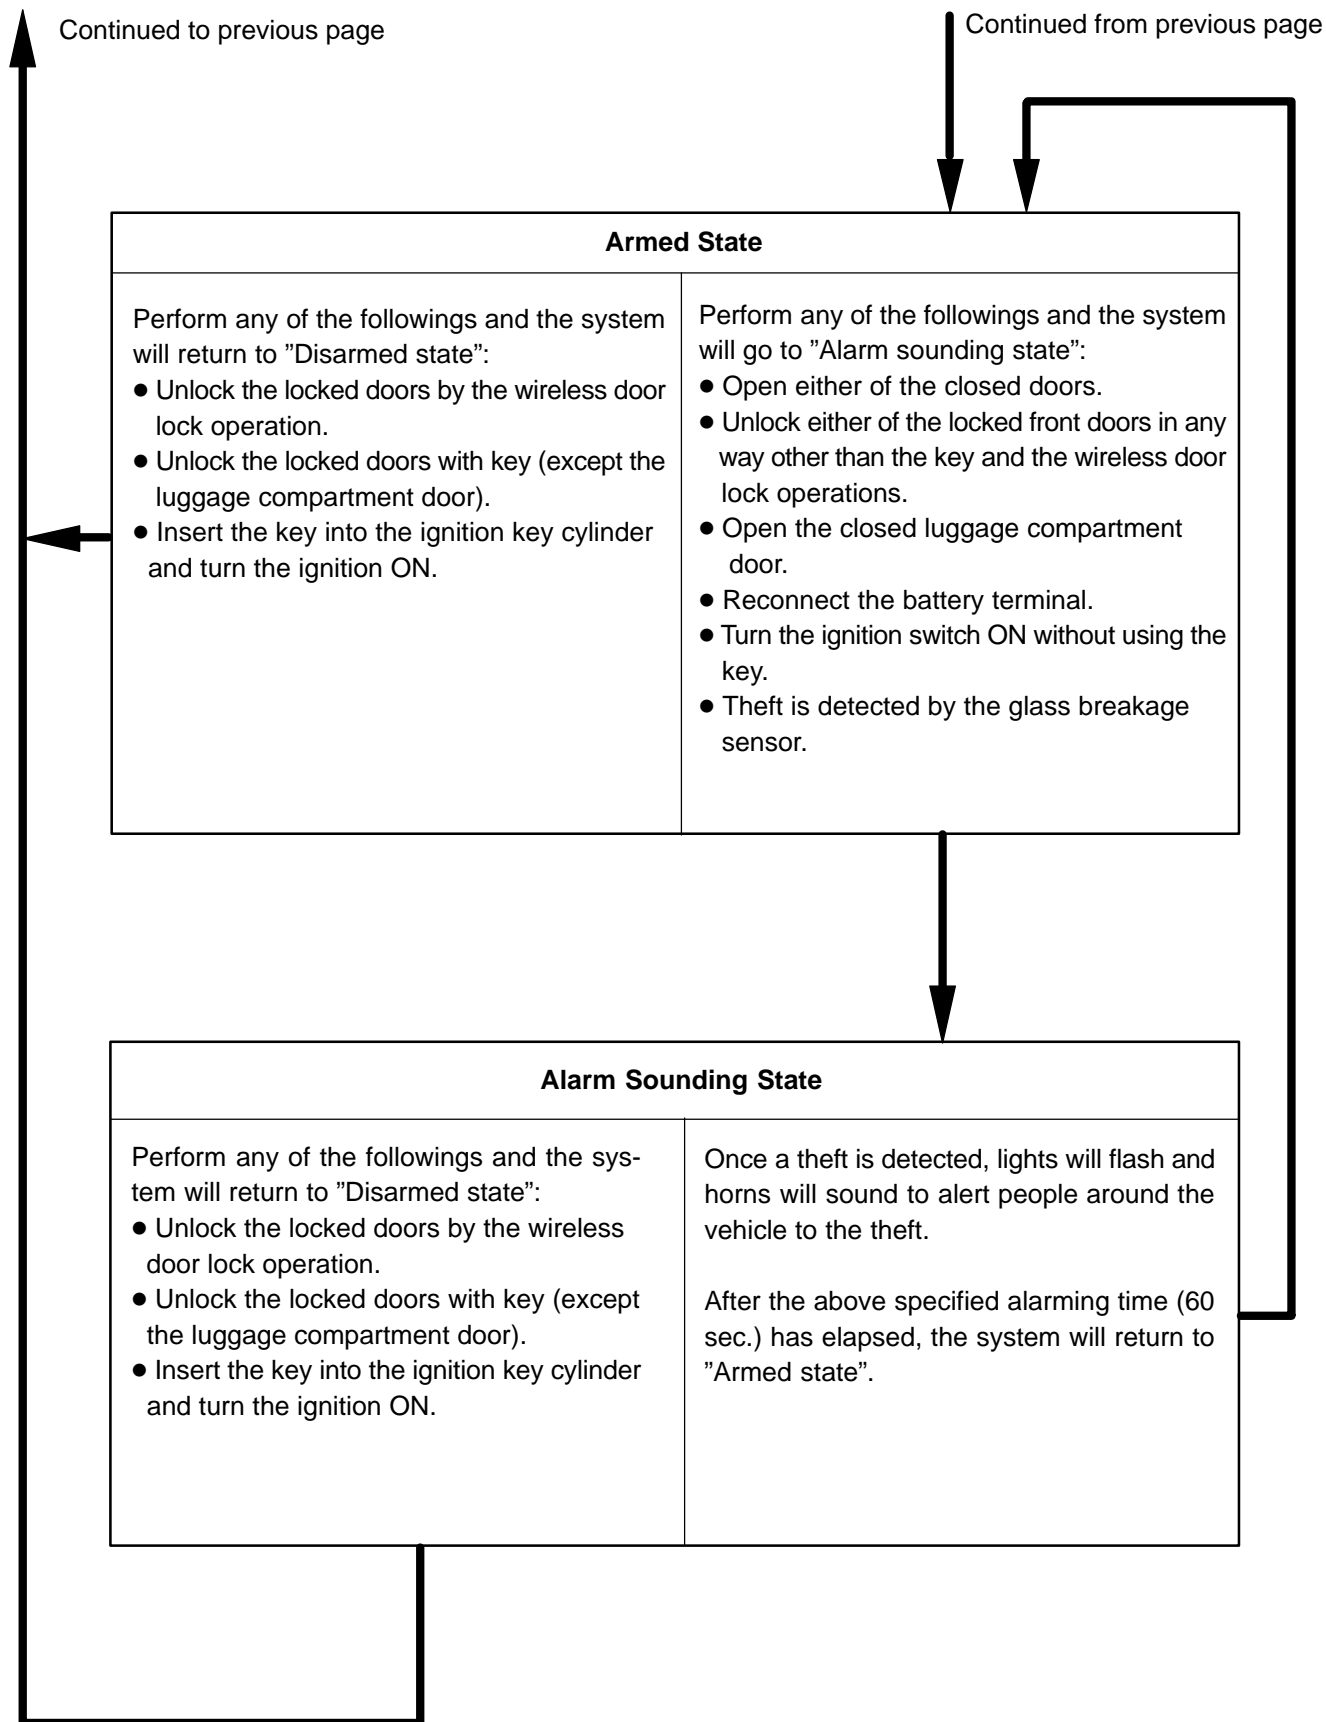 Continued to previous page
Continued from previous page
Armed State
Perform any of the followings and the system
will return to ”Disarmed state”:
● Unlock the locked doors by the wireless door
lock operation.
● Unlock the locked doors with key (except the
luggage compartment door).
● Insert the key into the ignition key cylinder
and turn the ignition ON.
Perform any of the followings and the system
will go to ”Alarm sounding state”:
● Open either of the closed doors.
● Unlock either of the locked front doors in any
way other than the key and the wireless door
lock operations.
● Open the closed luggage compartment
door.
● Reconnect the battery terminal.
● Turn the ignition switch ON without using the
key.
● Theft is detected by the glass breakage
sensor.
Alarm Sounding State
Perform any of the followings and the sys-
tem will return to ”Disarmed state”:
● Unlock the locked doors by the wireless
door lock operation.
● Unlock the locked doors with key (except
the luggage compartment door).
● Insert the key into the ignition key cylinder
and turn the ignition ON.
Once a theft is detected, lights will flash and
horns will sound to alert people around the
vehicle to the theft.
After the above specified alarming time (60
sec.) has elapsed, the system will return to
”Armed state”.